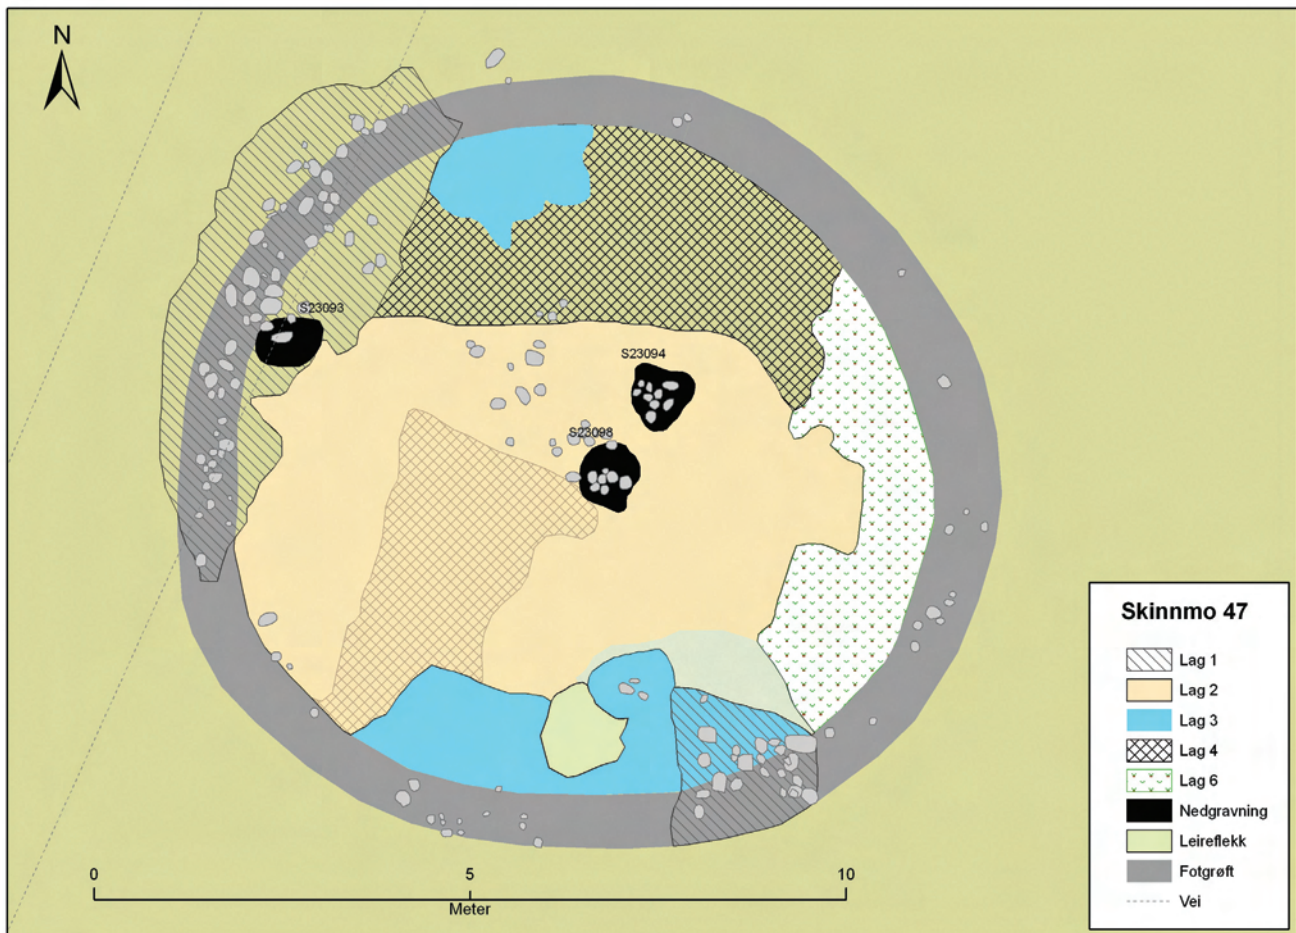 N
S23093
S23094
S23098
Skinnmo 47
Lag 1
Lag 2
Lag 3
Lag 4
Lag 6
Nedgravning
Leireflekk
Fotgrøft
Vei
0 5 10
Meter